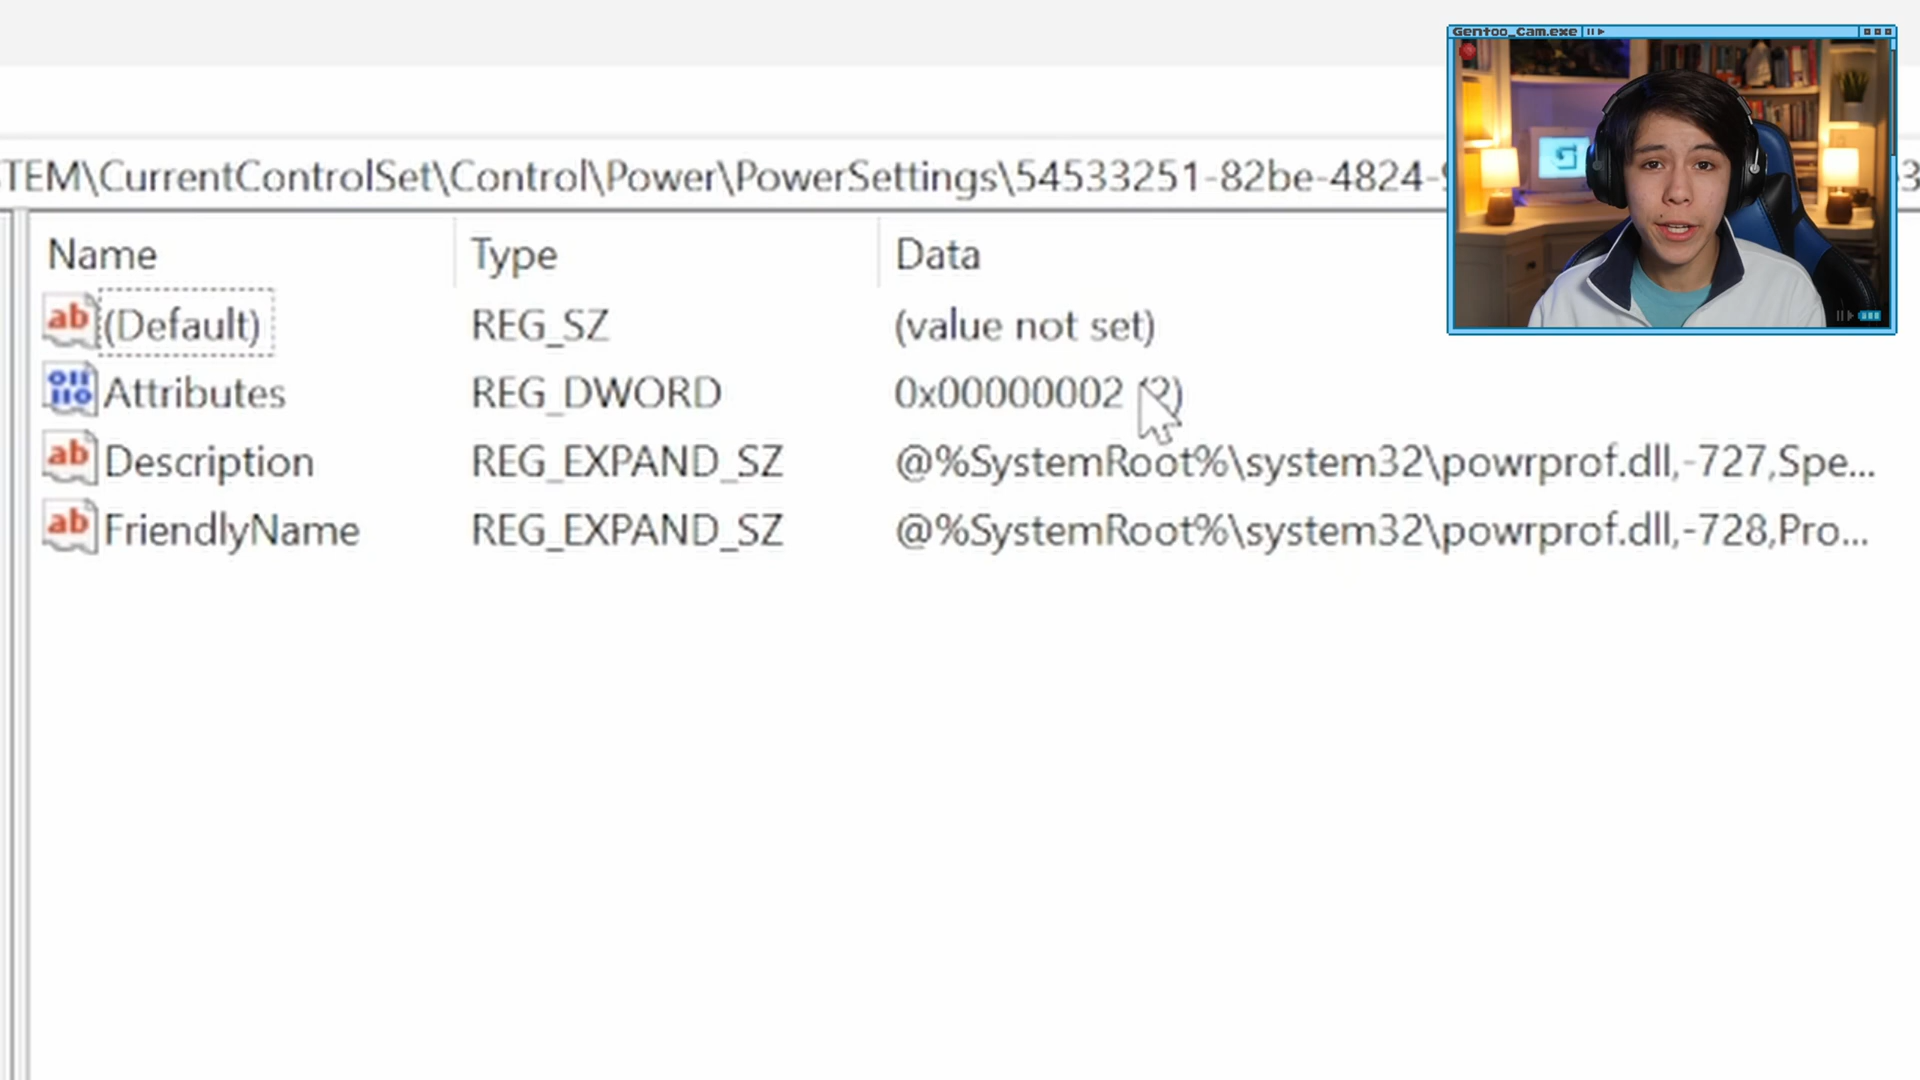 Gentoo_Cam.exe
TEM\CurrentControlSet\Control\Power\PowerSettings\54533251-82be-4824-
Name Type Data
(Default) REG_SZ (value not set)
Attributes REG_DWORD 0x00000002 (2)
Description REG_EXPAND_SZ @%SystemRoot%\system32\powrprof.dll,-727,Spe...
FriendlyName REG_EXPAND_SZ @%SystemRoot%\system32\powrprof.dll,-728,Pro...